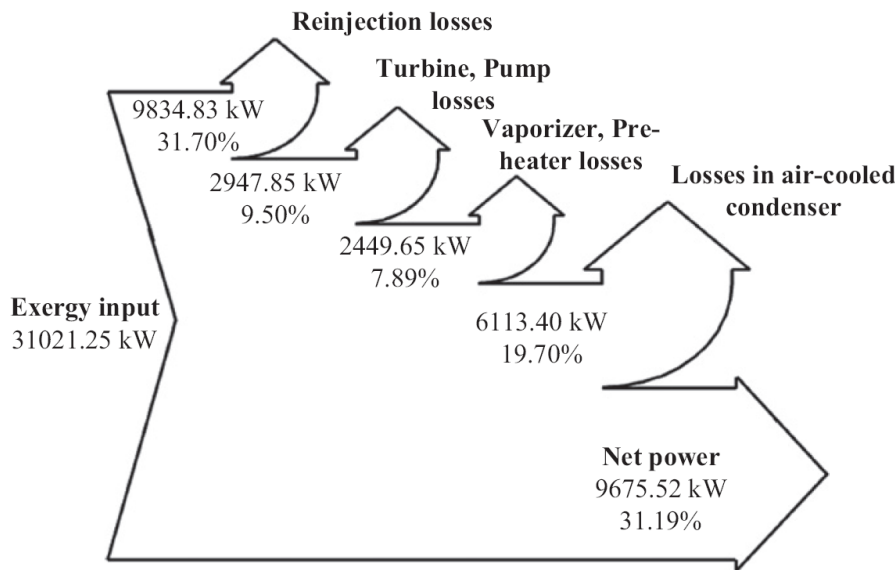 Reinjection losses
9834.83 kW
31.70%
Turbine, Pump
losses
2947.85 kW
9.50%
Vaporizer, Pre-
heater losses
2449.65 kW
7.89%
Losses in air-cooled
condenser
6113.40 kW
19.70%
Exergy input
31021.25 kW
Net power
9675.52 kW
31.19%